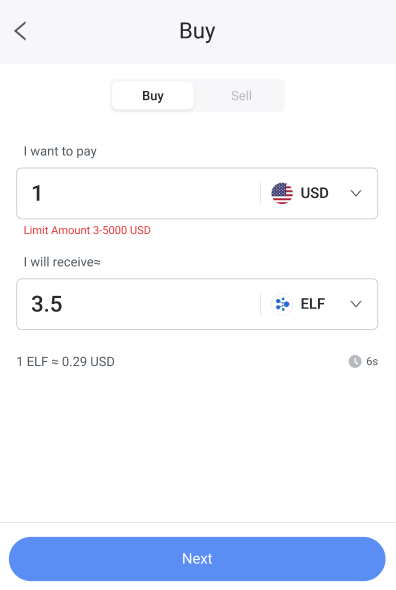 Buy
Buy Sell
I want to pay
1 USD
Limit Amount 3-5000 USD
I will receive≈
3.5 ELF
1 ELF ≈ 0.29 USD 6s
Next